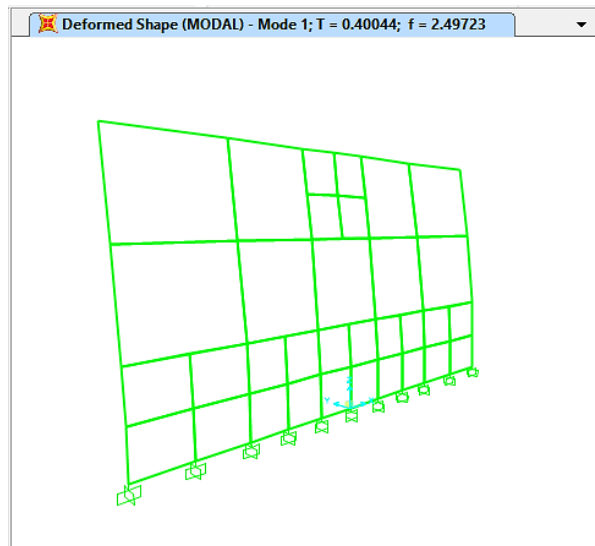 Deformed Shape (MODAL) - Mode 1; T = 0.40044; f = 2.49723
Z
Y